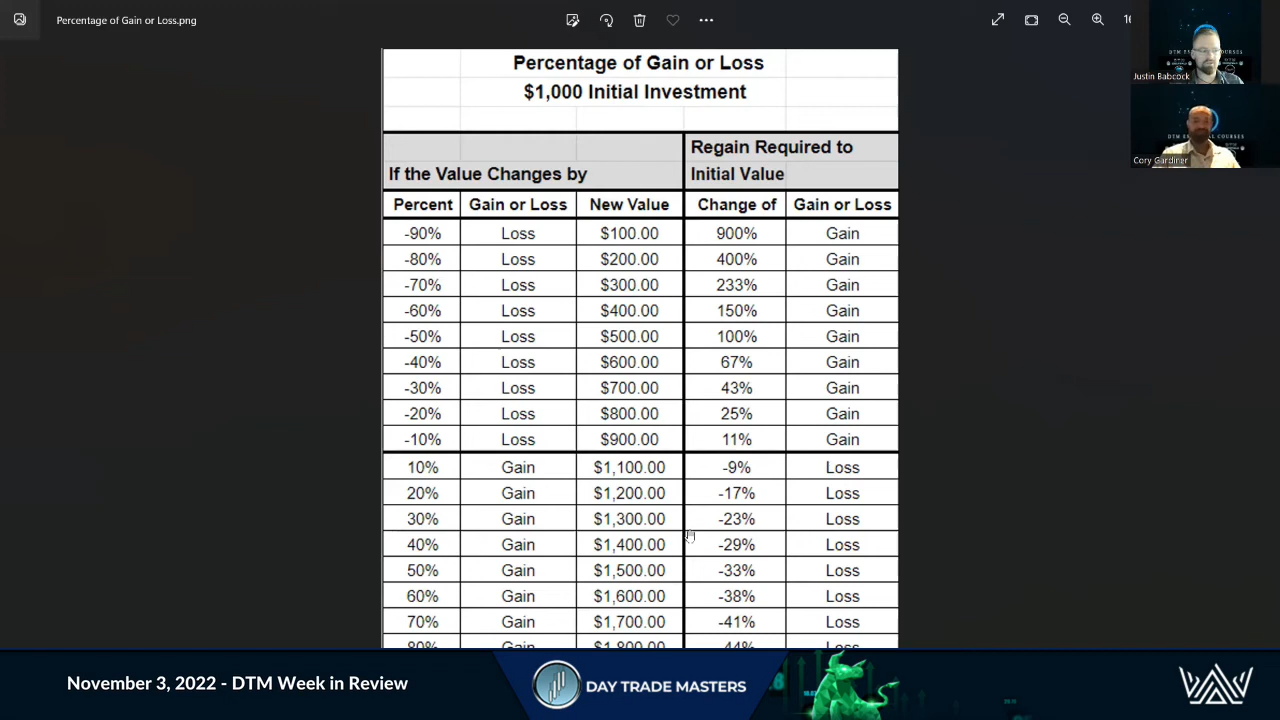 Percentage of Gain or Loss.png
Percentage of Gain or Loss
$1,000 Initial Investment
Regain Required to
If the Value Changes by Initial Value
Percent Gain or Loss New Value Change of Gain or Loss
-90% Loss $100.00 900% Gain
-80% Loss $200.00 400% Gain
-70% Loss $300.00 233% Gain
-60% Loss $400.00 150% Gain
-50% Loss $500.00 100% Gain
-40% Loss $600.00 67% Gain
-30% Loss $700.00 43% Gain
-20% Loss $800.00 25% Gain
-10% Loss $900.00 11% Gain
10% Gain $1,100.00 -9% Loss
20% Gain $1,200.00 -17% Loss
30% Gain $1,300.00 -23% Loss
40% Gain $1,400.00 -29% Loss
50% Gain $1,500.00 -33% Loss
60% Gain $1,600.00 -38% Loss
70% Gain $1,700.00 -41% Loss
80% Gain $1,800.00 -44% Loss
Justin Babcock
Cory Gardiner
November 3, 2022 - DTM Week in Review
DAY TRADE MASTERS